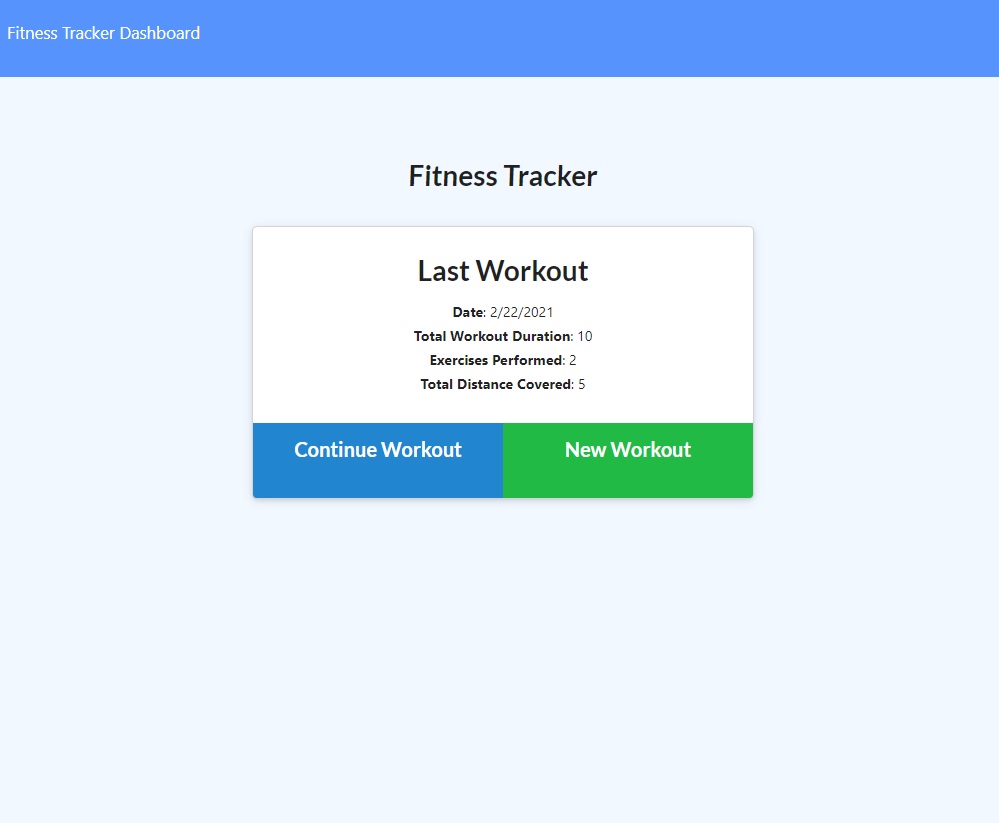 Fitness Tracker Dashboard
Fitness Tracker
Last Workout
Date: 2/22/2021
Total Workout Duration: 10
Exercises Performed: 2
Total Distance Covered: 5
Continue Workout New Workout